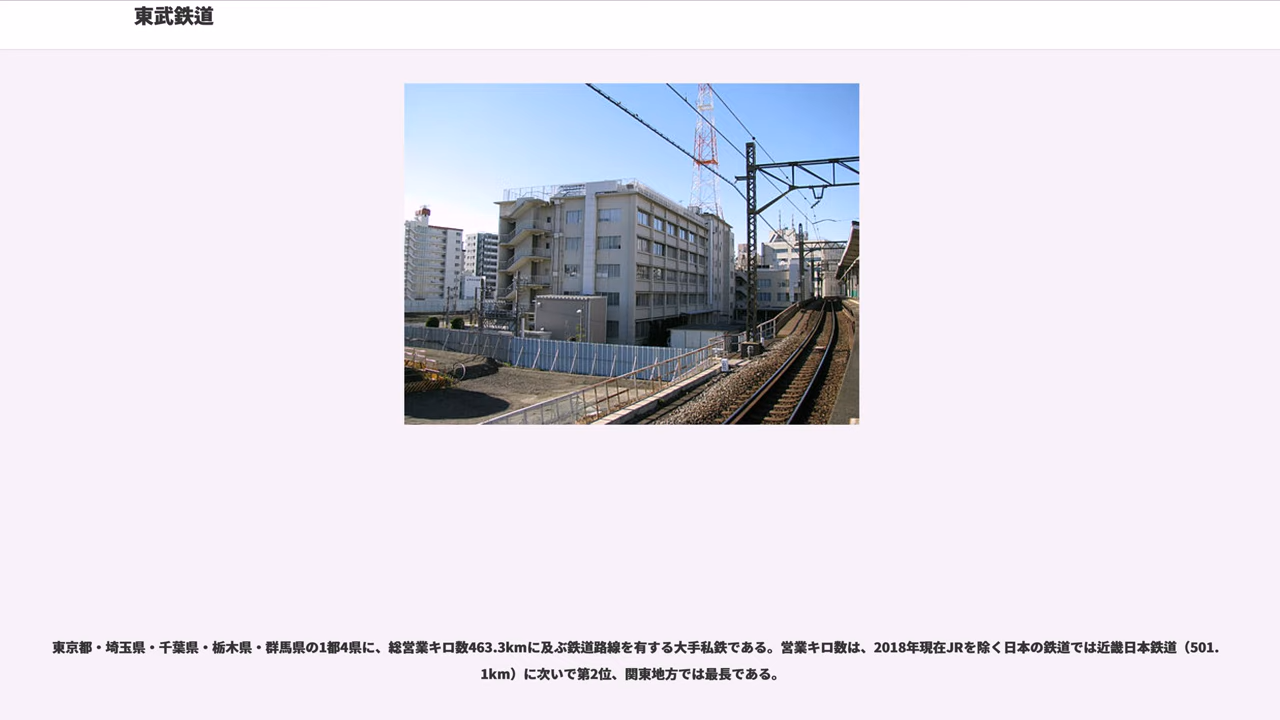 東武鉄道
東京都・埼玉県・千葉県・栃木県・群馬県の1都4県に、総営業キロ数463.3kmに及ぶ鉄道路線を有する大手私鉄である。営業キロ数は、2018年現在JRを除く日本の鉄道では近畿日本鉄道（501.
1km）に次いで第2位、関東地方では最長である。